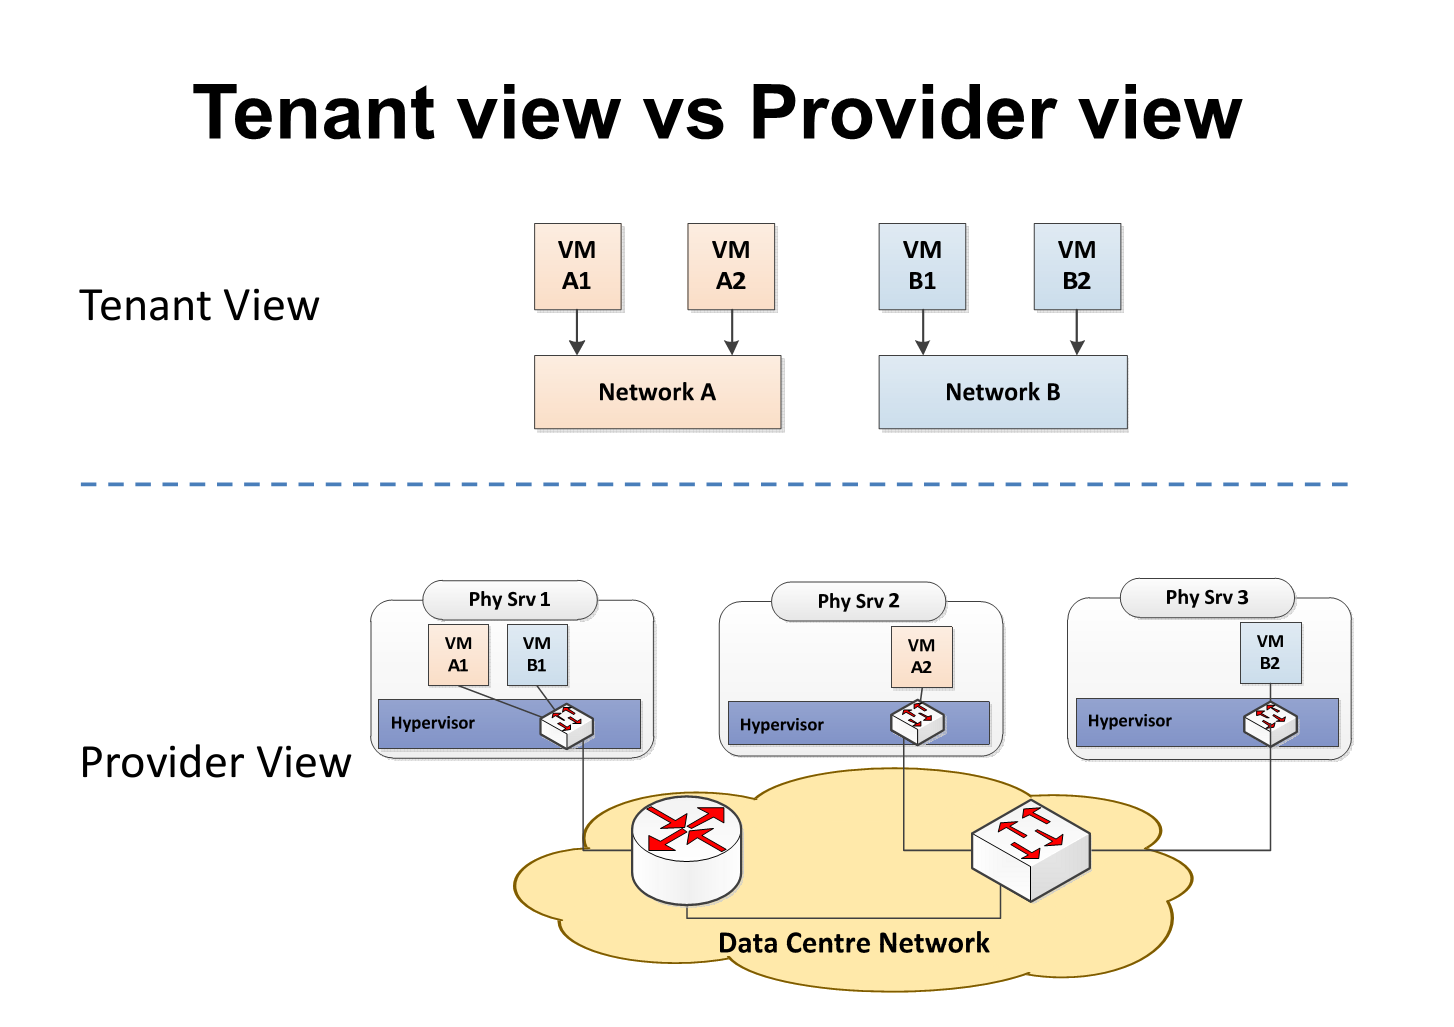 Tenant view vs Provider view
VM
A1
VM
A2
VM
B1
VM
B2
Tenant View
Network A
Network B
Phy Srv 1
Phy Srv 2
Phy Srv 3
VM
A1
VM
B1
VM
A2
VM
B2
Hypervisor
Hypervisor
Hypervisor
Provider View
Data Centre Network